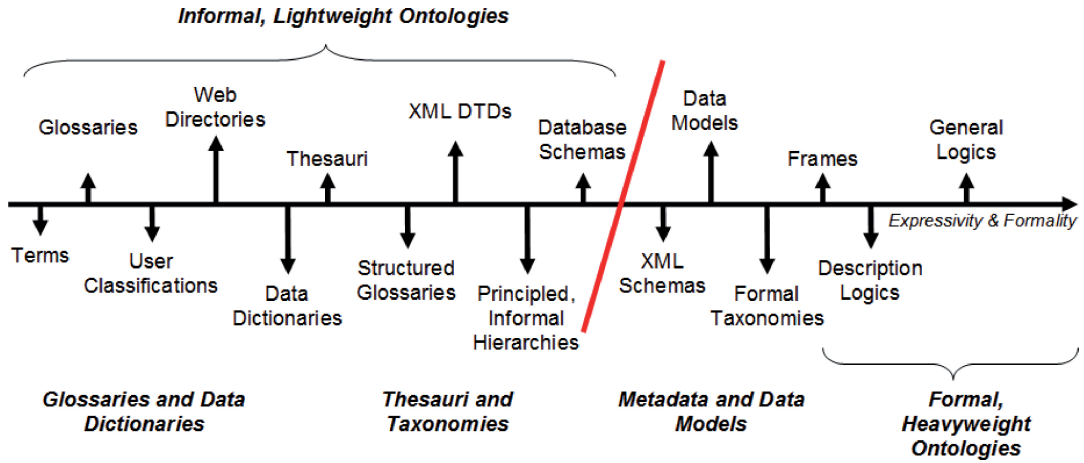 Informal, Lightweight Ontologies
Glossaries
Web
Directories
Thesauri
XML DTDs
Database
Schemas
Data
Models
Frames
General
Logics
Expressivity & Formality
Terms
User
Classifications
Data
Dictionaries
Structured
Glossaries
Principled,
Informal
Hierarchies
XML
Schemas
Formal
Taxonomies
Description
Logics
Glossaries and Data
Dictionaries
Thesauri and
Taxonomies
Metadata and Data
Models
Formal,
Heavyweight
Ontologies